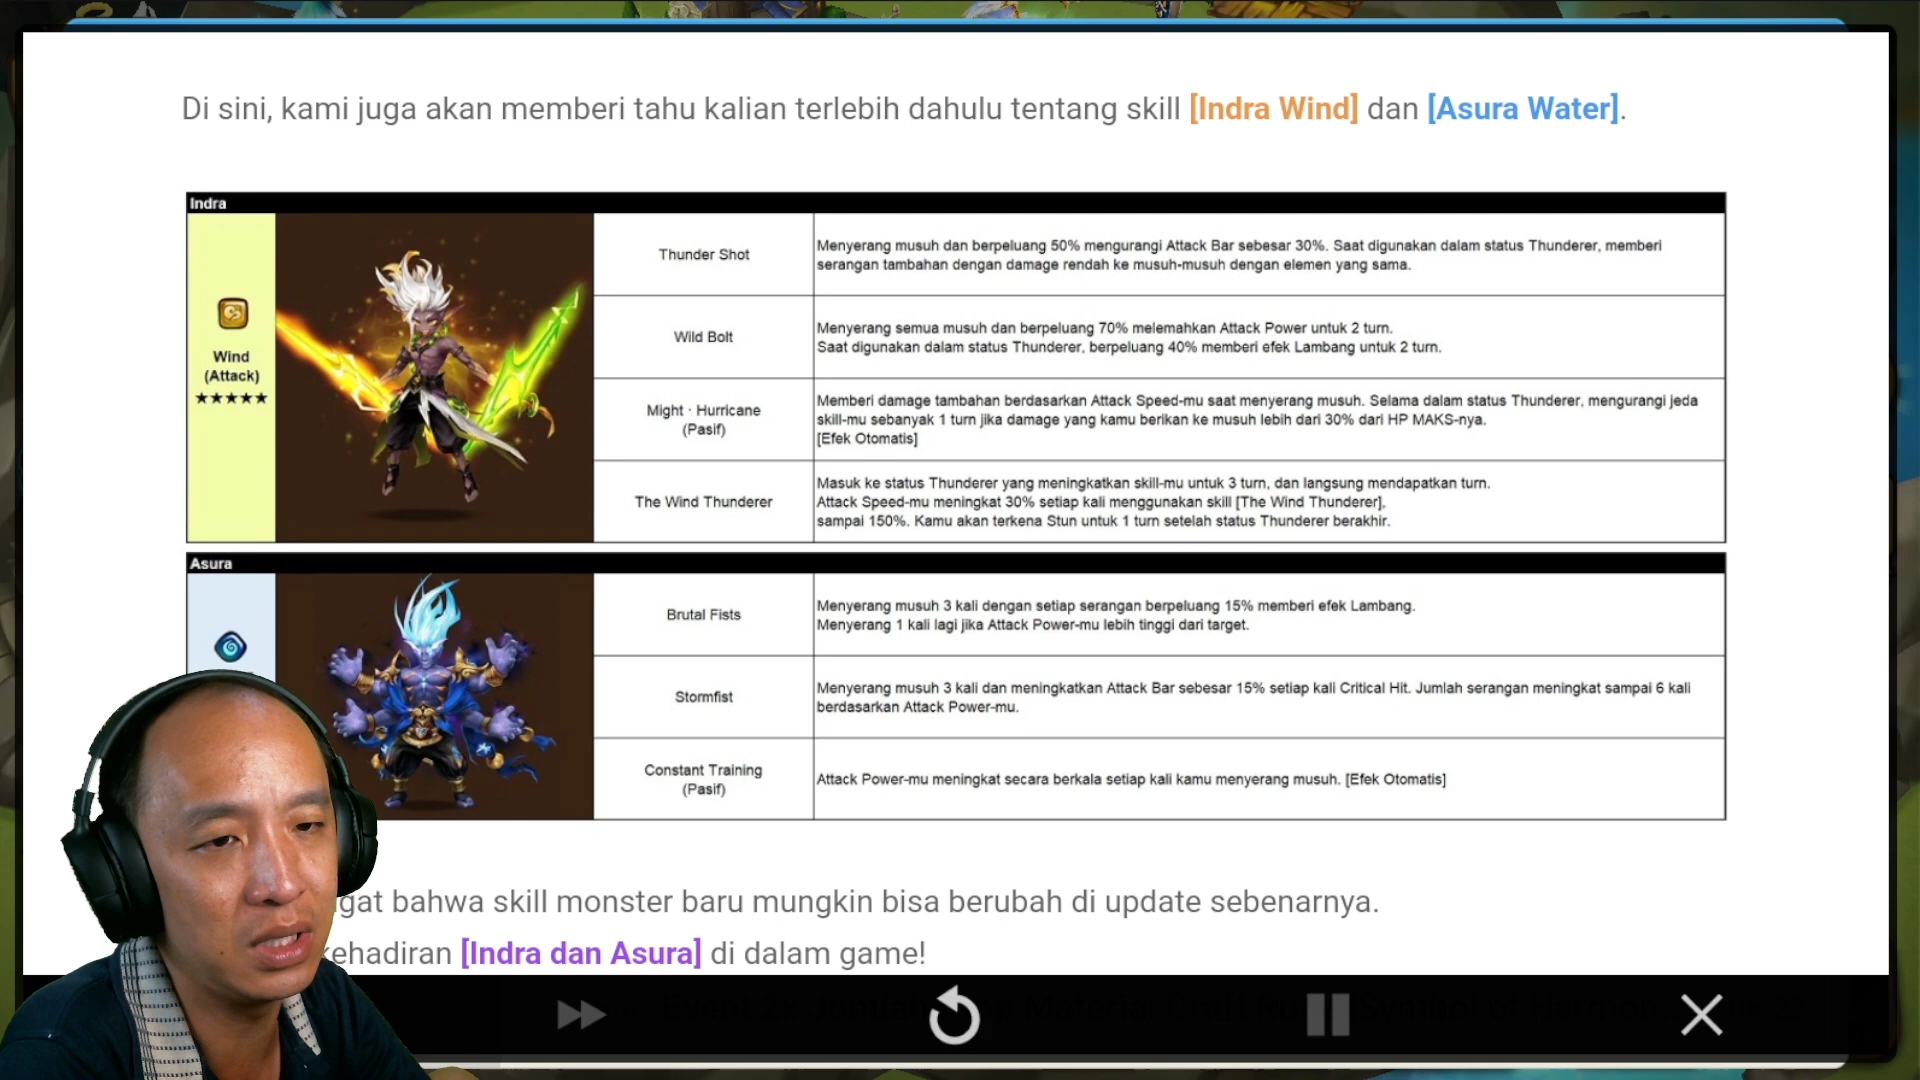 Di sini, kami juga akan memberi tahu kalian terlebih dahulu tentang skill [Indra Wind] dan [Asura Water].
Indra
Wind
(Attack)
★★★★★
Thunder Shot
Menyerang musuh dan berpeluang 50% mengurangi Attack Bar sebesar 30%. Saat digunakan dalam status Thunderer, memberi
serangan tambahan dengan damage rendah ke musuh-musuh dengan elemen yang sama.
Wild Bolt
Menyerang semua musuh dan berpeluang 70% melemahkan Attack Power untuk 2 turn.
Saat digunakan dalam status Thunderer, berpeluang 40% memberi efek Lambang untuk 2 turn.
Might · Hurricane
(Pasif)
Memberi damage tambahan berdasarkan Attack Speed-mu saat menyerang musuh. Selama dalam status Thunderer, mengurangi jeda
skill-mu sebanyak 1 turn jika damage yang kamu berikan ke musuh lebih dari 30% dari HP MAKS-nya.
[Efek Otomatis]
The Wind Thunderer
Masuk ke status Thunderer yang meningkatkan skill-mu untuk 3 turn, dan langsung mendapatkan turn.
Attack Speed-mu meningkat 30% setiap kali menggunakan skill [The Wind Thunderer],
sampai 150%. Kamu akan terkena Stun untuk 1 turn setelah status Thunderer berakhir.
Asura
Brutal Fists
Menyerang musuh 3 kali dengan setiap serangan berpeluang 15% memberi efek Lambang.
Menyerang 1 kali lagi jika Attack Power-mu lebih tinggi dari target.
Stormfist
Menyerang musuh 3 kali dan meningkatkan Attack Bar sebesar 15% setiap kali Critical Hit. Jumlah serangan meningkat sampai 6 kali
berdasarkan Attack Power-mu.
Constant Training
(Pasif)
Attack Power-mu meningkat secara berkala setiap kali kamu menyerang musuh. [Efek Otomatis]
gat bahwa skill monster baru mungkin bisa berubah di update sebenarnya.
kehadiran [Indra dan Asura] di dalam game!